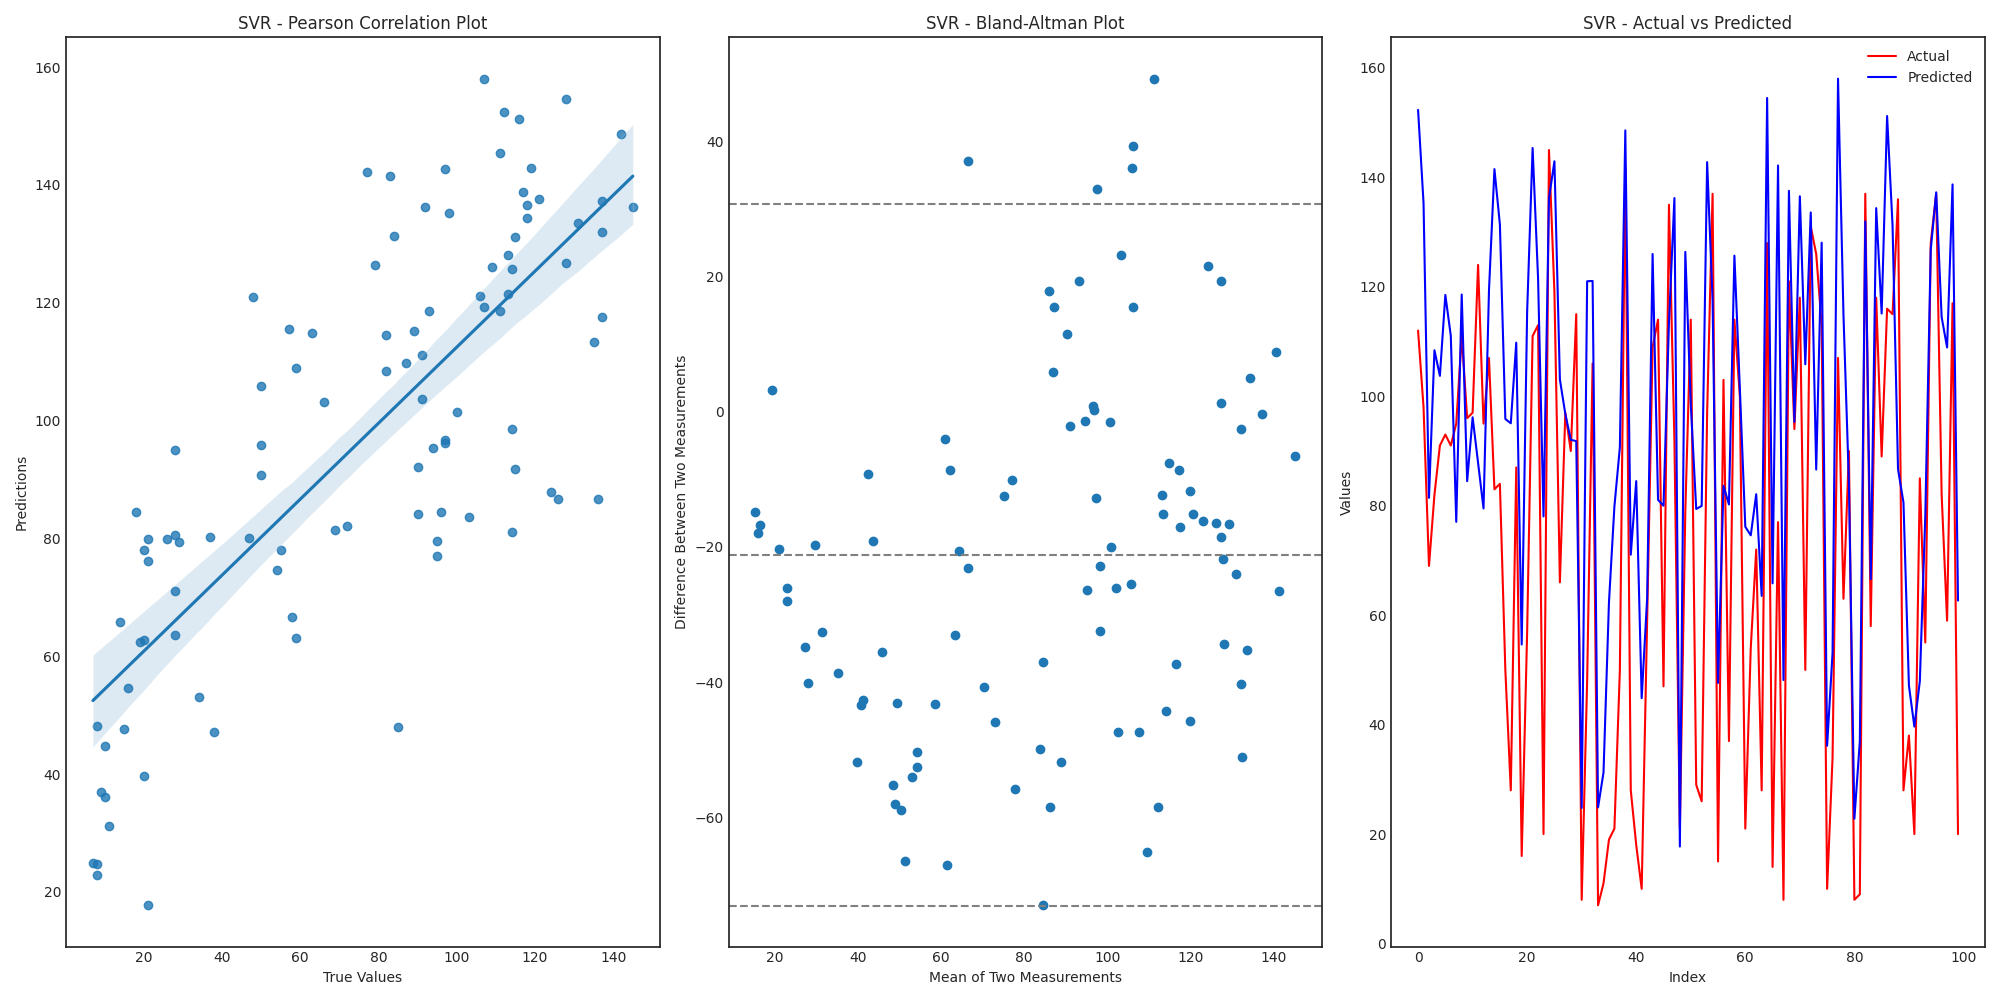 SVR - Pearson Correlation Plot
160
140
120
100
80
60
40
20
Predictions
20 40 60 80 100 120 140
True Values
SVR - Bland-Altman Plot
40
20
0
−20
−40
−60
Difference Between Two Measurements
20 40 60 80 100 120 140
Mean of Two Measurements
SVR - Actual vs Predicted
Actual
Predicted
160
140
120
100
80
60
40
20
0
Values
0 20 40 60 80 100
Index